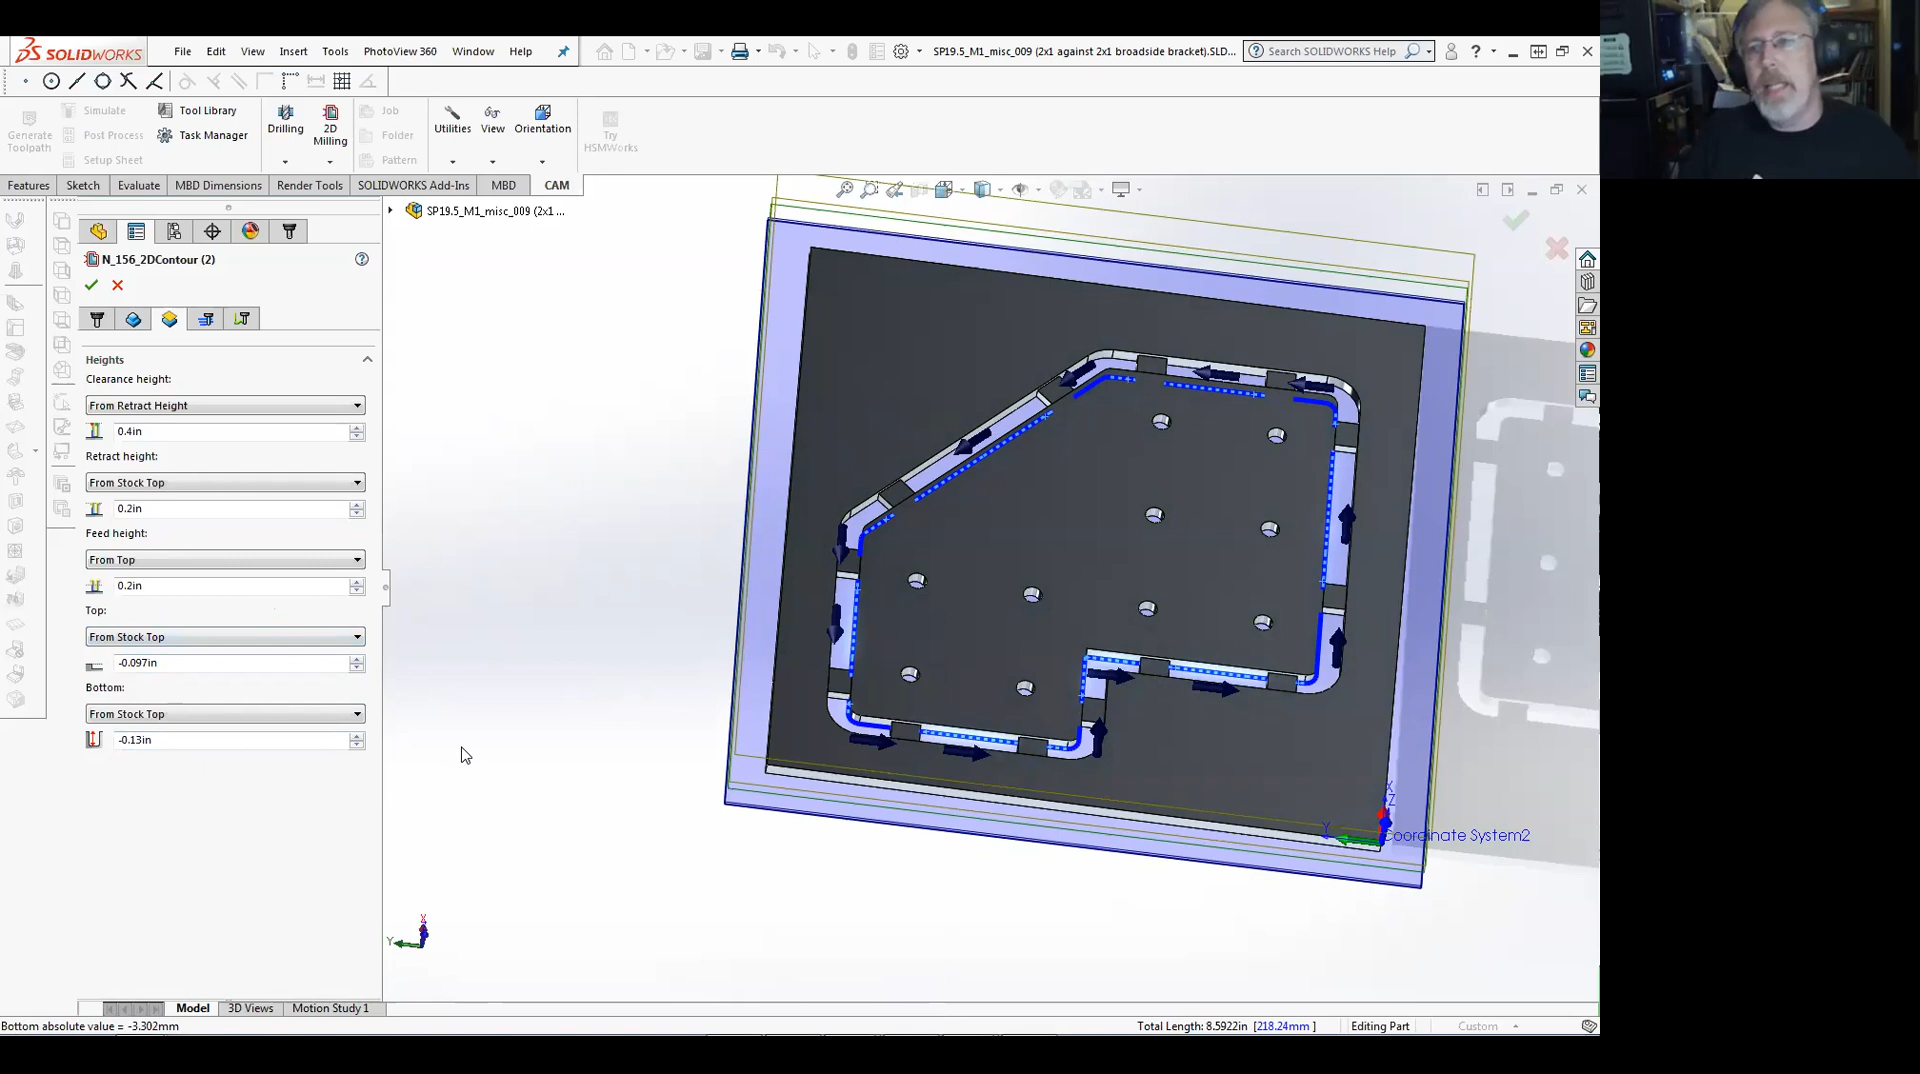 SOLIDWORKS
File Edit View Insert Tools PhotoView 360 Window Help
SP19.5_M1_misc_009 (2x1 against 2x1 broadside bracket).SLD...
Search SOLIDWORKS Help
Generate Toolpath
Simulate
Post Process
Setup Sheet
Tool Library
Task Manager
Drilling
2D Milling
Job
Folder
Pattern
Utilities
View
Orientation
Try HSMWorks
Features Sketch Evaluate MBD Dimensions Render Tools SOLIDWORKS Add-Ins MBD CAM
SP19.5_M1_misc_009 (2x1 ...
N_156_2DContour (2)
Heights
Clearance height:
From Retract Height
0.4in
Retract height:
From Stock Top
0.2in
Feed height:
From Top
0.2in
Top:
From Stock Top
-0.097in
Bottom:
From Stock Top
-0.13in
X
Z
Y
Coordinate System2
X
Y
Model 3D Views Motion Study 1
Bottom absolute value = -3.302mm
Total Length: 8.5922in [218.24mm ]
Editing Part
Custom